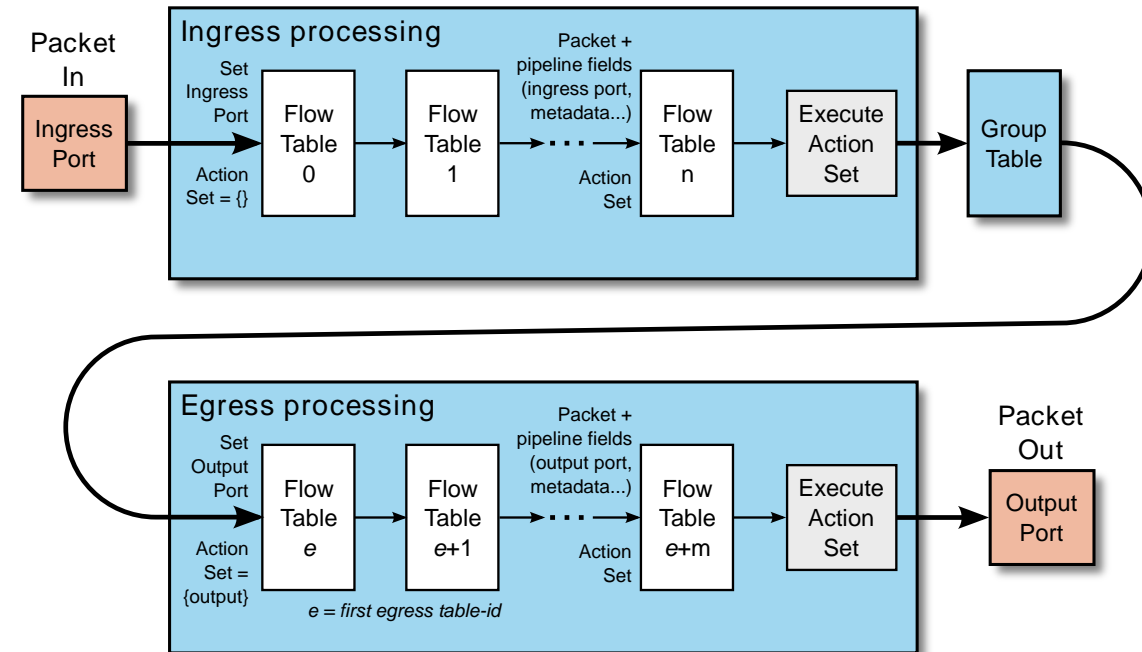 Ingress processing
Packet
In
Ingress
Port
Set
Ingress
Port
Action
Set = {}
Flow
Table
0
Flow
Table
1
Packet +
pipeline fields
(ingress port,
metadata...)
Action
Set
Flow
Table
n
Execute
Action
Set
Group
Table
Egress processing
Set
Output
Port
Action
Set =
{output}
Flow
Table
e
Flow
Table
e+1
e = first egress table-id
Packet +
pipeline fields
(output port,
metadata...)
Action
Set
Flow
Table
e+m
Execute
Action
Set
Packet
Out
Output
Port